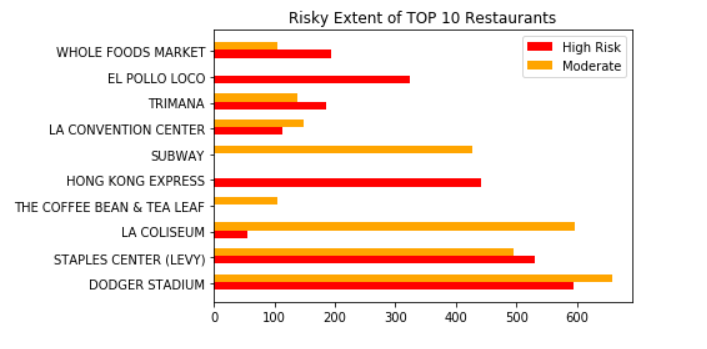 Risky Extent of TOP 10 Restaurants
High Risk
Moderate
WHOLE FOODS MARKET
EL POLLO LOCO
TRIMANA
LA CONVENTION CENTER
SUBWAY
HONG KONG EXPRESS
THE COFFEE BEAN & TEA LEAF
LA COLISEUM
STAPLES CENTER (LEVY)
DODGER STADIUM
0 100 200 300 400 500 600